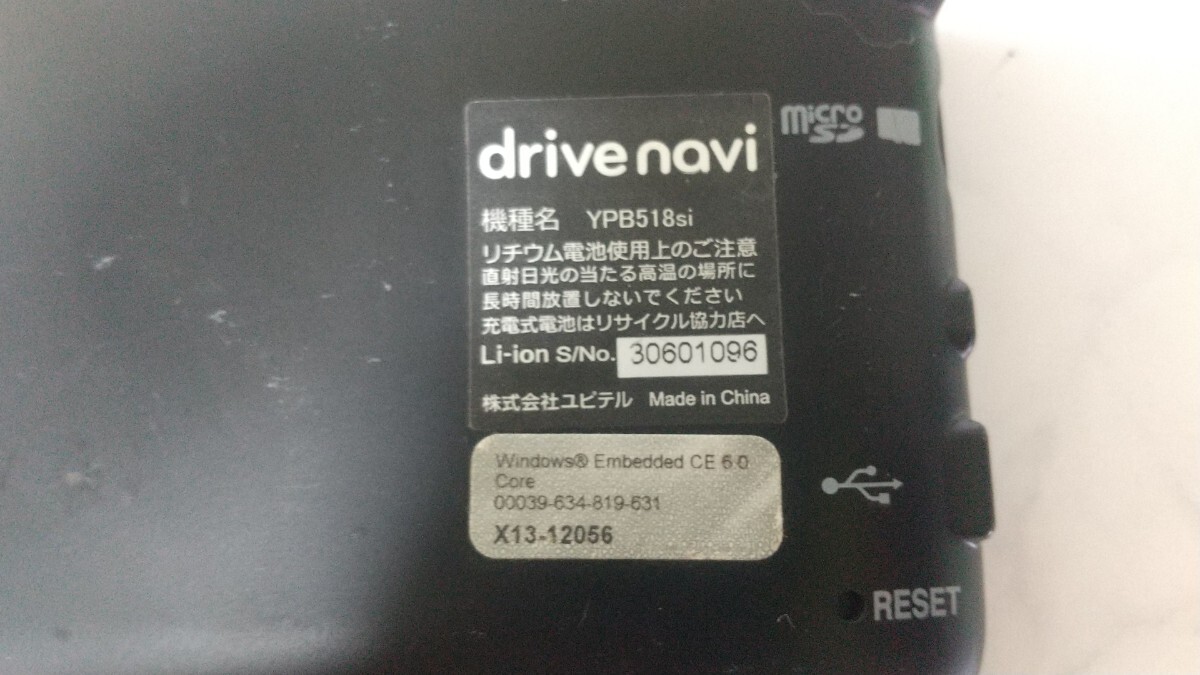 drive navi
micro
SD
機種名 YPB518si
リチウム電池使用上のご注意
直射日光の当たる高温の場所に
長時間放置しないでください
充電式電池はリサイクル協力店へ
Li-ion S/No. 30601096
株式会社ユピテル Made in China
Windows® Embedded CE 6.0
Core
00039-634-819-631
X13-12056
RESET